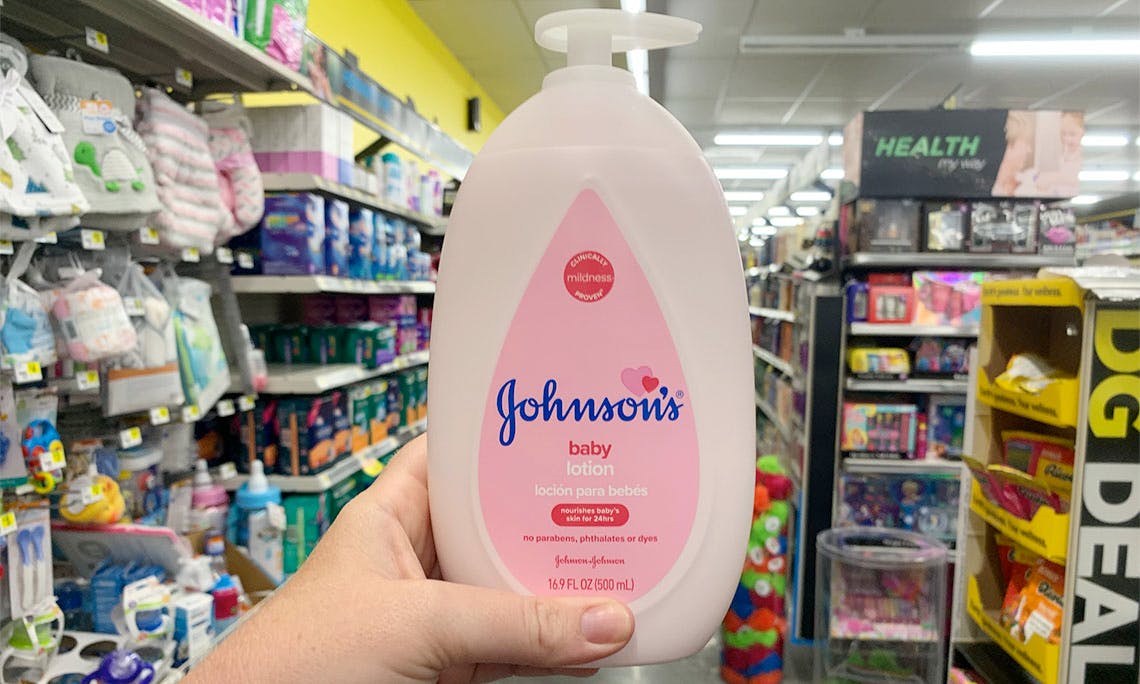 HEALTH
my way
CLINICALLY
mildness
PROVEN
Johnson's®
baby
lotion
loción para bebés
nourishes baby's
skin for 24hrs
no parabens, phthalates or dyes
Johnson & Johnson
16.9 FL OZ (500 mL)
DG DEAL